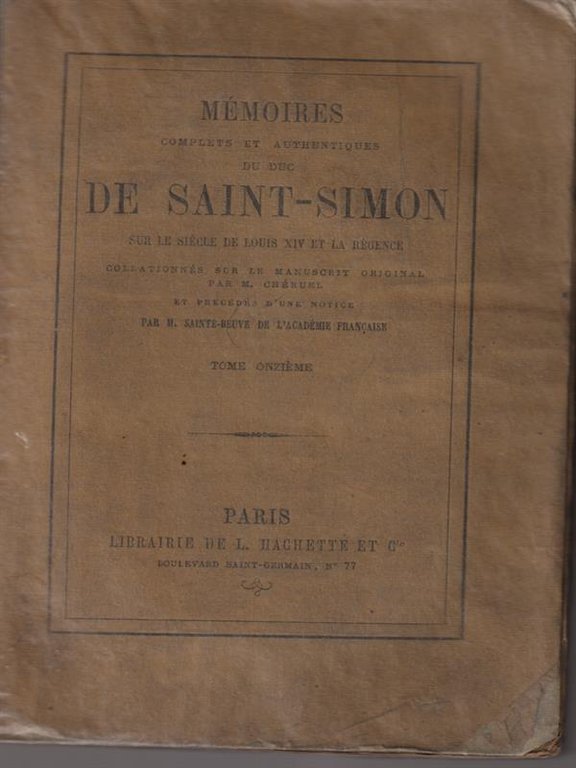 MÉMOIRES
COMPLETS ET AUTHENTIQUES
DU DUC
DE SAINT-SIMON
SUR LE SIÈCLE DE LOUIS XIV ET LA RÉGENCE
COLLATIONNÉS SUR LE MANUSCRIT ORIGINAL
PAR M. CHÉRUEL
ET PRÉCÉDÉS D'UNE NOTICE
PAR M. SAINTE-BEUVE DE L'ACADÉMIE FRANÇAISE
TOME ONZIÈME
PARIS
LIBRAIRIE DE L. HACHETTE ET Cie
BOULEVARD SAINT-GERMAIN, No 77